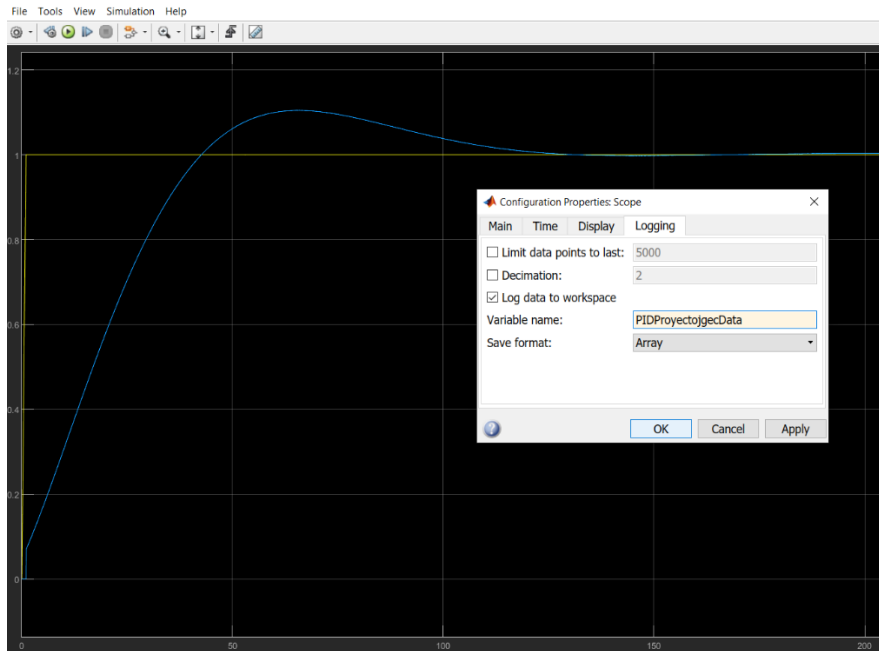 File Tools View Simulation Help
1.2
1
0.8
0.6
0.4
0.2
0
0 50 100 150 200
Configuration Properties: Scope
Main Time Display Logging
Limit data points to last: 5000
Decimation: 2
Log data to workspace
Variable name: PIDProyectojgecData
Save format: Array
? OK Cancel Apply